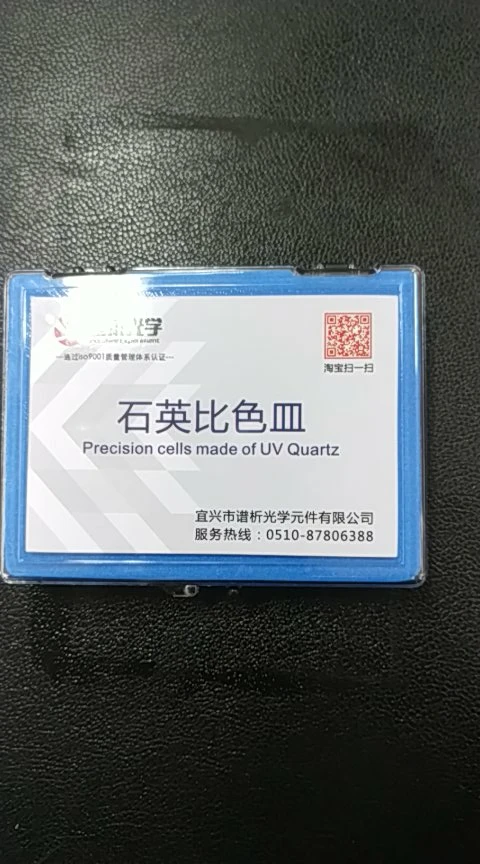 光学
—通过iso9001质量管理体系认证—
淘宝扫一扫
石英比色皿
Precision cells made of UV Quartz
宜兴市谱析光学元件有限公司
服务热线：0510-87806388